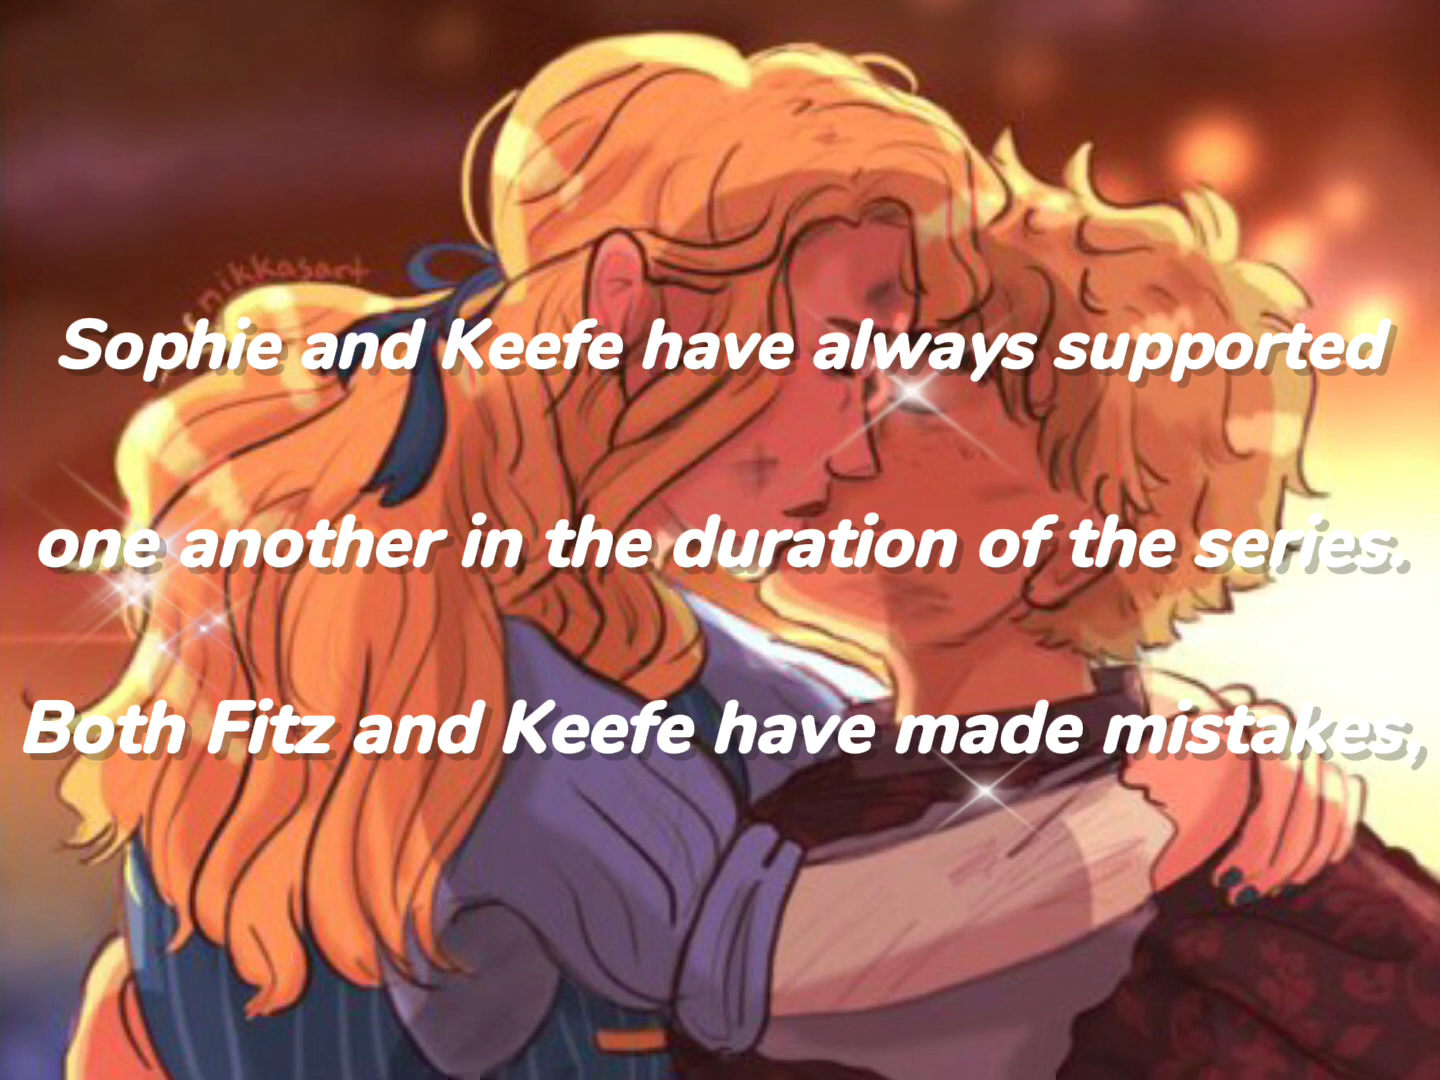 nikkasart
Sophie and Keefe have always supported
one another in the duration of the series.
Both Fitz and Keefe have made mistakes,